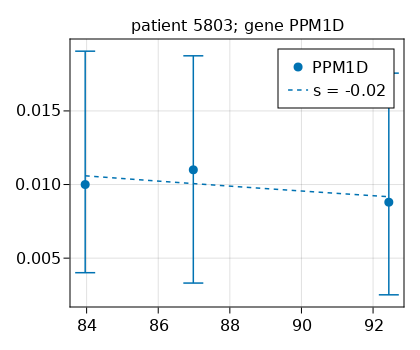 patient 5803; gene PPM1D
PPM1D
s = -0.02
0.015
0.010
0.005
84 86 88 90 92